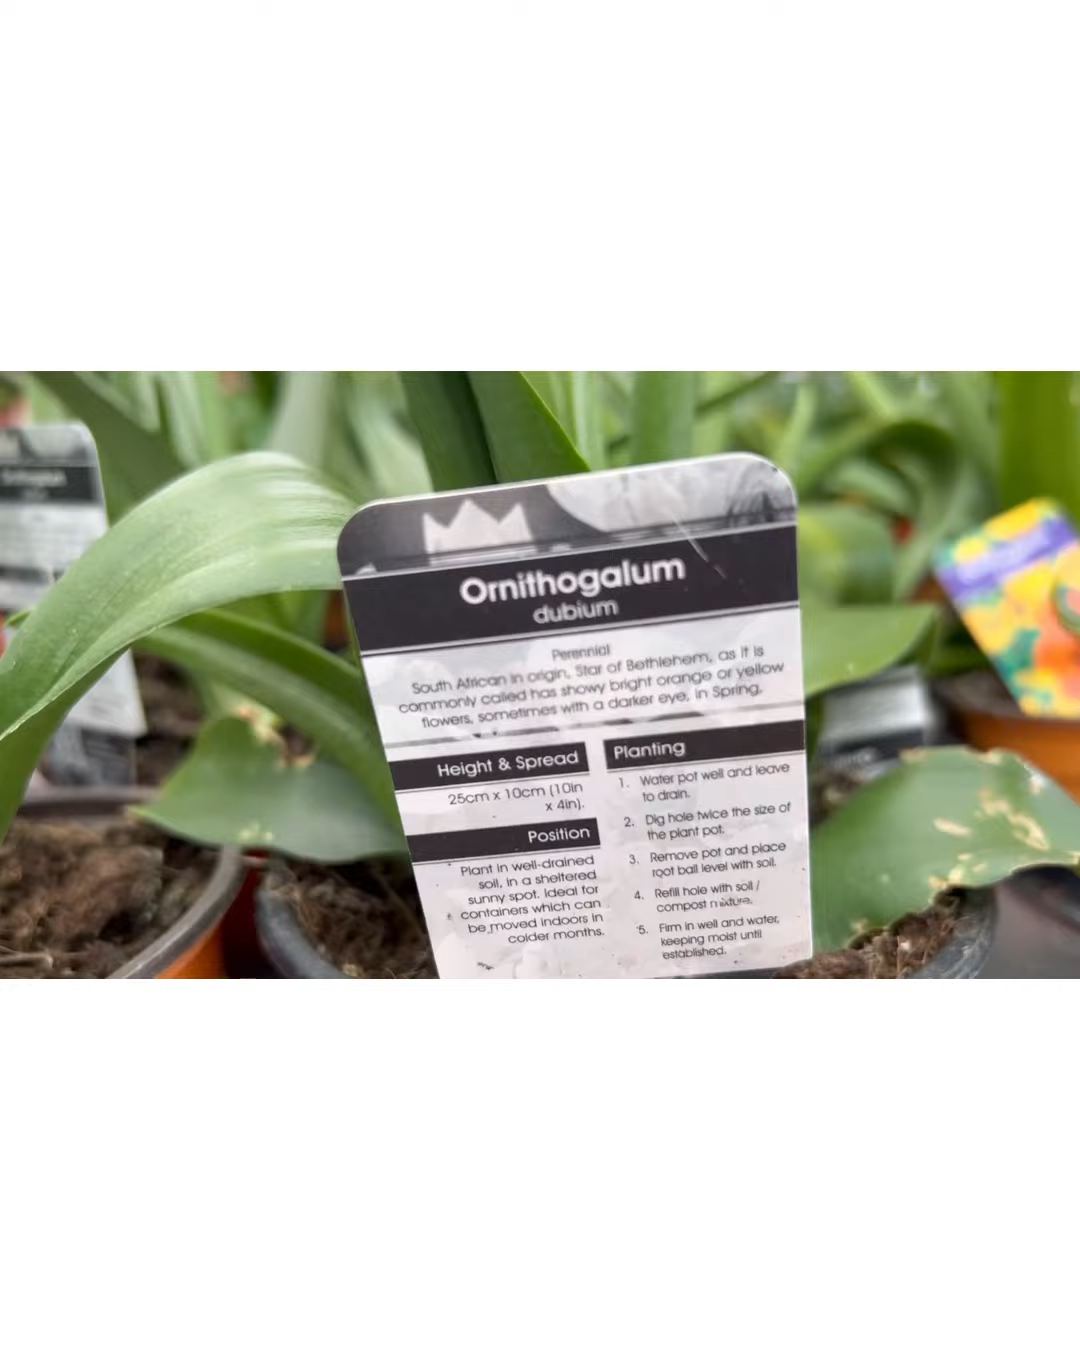 Ornithogalum
dubium
Perennial
South African in origin, Star of Bethlehem, as it is
commonly called has showy bright orange or yellow
flowers, sometimes with a darker eye, in Spring.
Height & Spread
25cm x 10cm (10in
x 4in).
Position
Plant in well-drained
soil, in a sheltered
sunny spot. Ideal for
containers which can
be moved indoors in
colder months.
Planting
1. Water pot well and leave
to drain.
2. Dig hole twice the size of
the plant pot.
3. Remove pot and place
root ball level with soil.
4. Refill hole with soil /
compost mixture.
5. Firm in well and water,
keeping moist until
established.